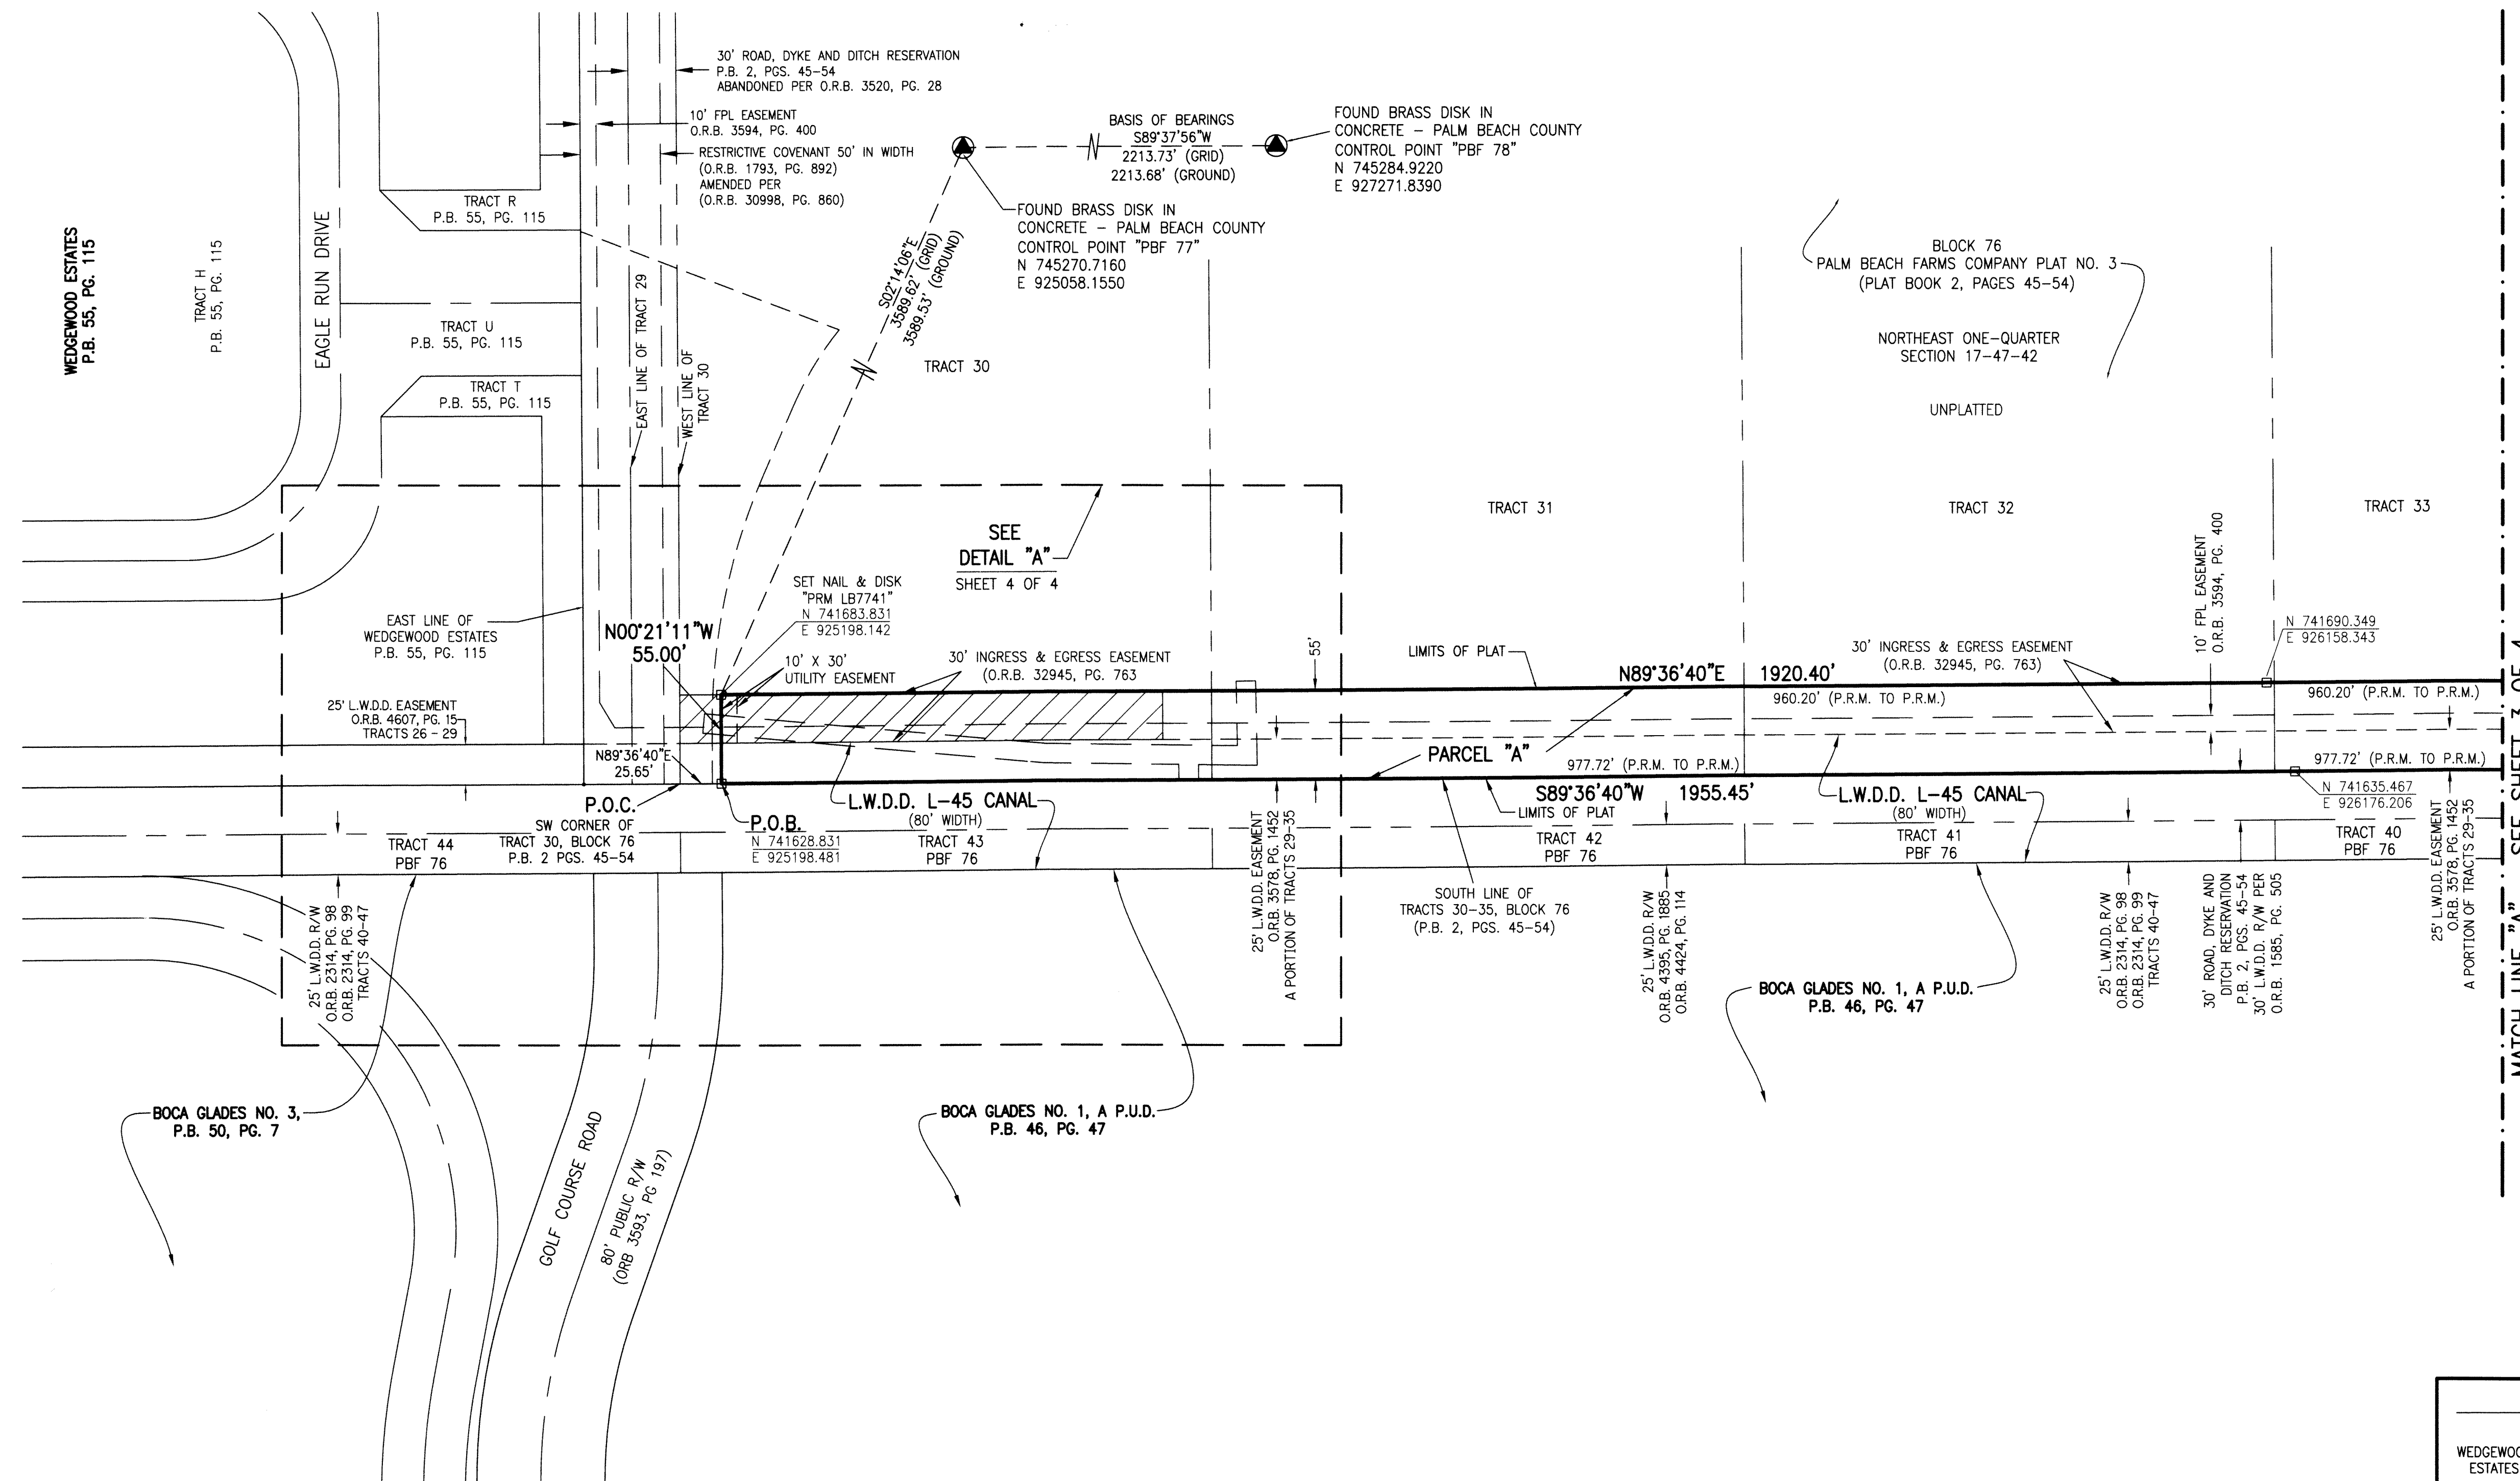 30' ROAD, DYKE AND DITCH RESERVATION
P.B. 2, PGS. 45-54
ABANDONED PER O.R.B. 3520, PG. 28
10' FPL EASEMENT
O.R.B. 3594, PG. 400
RESTRICTIVE COVENANT 50' IN WIDTH
(O.R.B. 1793, PG. 892)
AMENDED PER
(O.R.B. 30998, PG. 860)
BASIS OF BEARINGS
S89°37'56"W
2213.73' (GRID)
2213.68' (GROUND)
FOUND BRASS DISK IN
CONCRETE - PALM BEACH COUNTY
CONTROL POINT "PBF 78"
N 745284.9220
E 927271.8390
FOUND BRASS DISK IN
CONCRETE - PALM BEACH COUNTY
CONTROL POINT "PBF 77"
N 745270.7160
E 925058.1550
S02°14'06"E
3589.62' (GRID)
3589.53' (GROUND)
WEDGEWOOD ESTATES
P.B. 55, PG. 115
TRACT H
P.B. 55, PG. 115
EAGLE RUN DRIVE
TRACT R
P.B. 55, PG. 115
TRACT U
P.B. 55, PG. 115
TRACT T
P.B. 55, PG. 115
EAST LINE OF TRACT 29
WEST LINE OF
TRACT 30
TRACT 30
BLOCK 76
PALM BEACH FARMS COMPANY PLAT NO. 3
(PLAT BOOK 2, PAGES 45-54)
NORTHEAST ONE-QUARTER
SECTION 17-47-42
UNPLATTED
TRACT 31
TRACT 32
TRACT 33
SEE
DETAIL "A"
SHEET 4 OF 4
SET NAIL & DISK
"PRM LB7741"
N 741683.831
E 925198.142
N00°21'11"W
55.00'
10' X 30'
UTILITY EASEMENT
30' INGRESS & EGRESS EASEMENT
(O.R.B. 32945, PG. 763
EAST LINE OF
WEDGEWOOD ESTATES
P.B. 55, PG. 115
25' L.W.D.D. EASEMENT
O.R.B. 4607, PG. 15
TRACTS 26 - 29
N89°36'40"E
25.65'
55'
LIMITS OF PLAT
N89°36'40"E 1920.40'
960.20' (P.R.M. TO P.R.M.)
30' INGRESS & EGRESS EASEMENT
(O.R.B. 32945, PG. 763)
10' FPL EASEMENT
O.R.B. 3594, PG. 400
N 741690.349
E 926158.343
960.20' (P.R.M. TO P.R.M.)
PARCEL "A"
977.72' (P.R.M. TO P.R.M.)
977.72' (P.R.M. TO P.R.M.)
S89°36'40"W 1955.45'
LIMITS OF PLAT
L.W.D.D. L-45 CANAL
(80' WIDTH)
N 741635.467
E 926176.206
P.O.C.
SW CORNER OF
TRACT 30, BLOCK 76
P.B. 2 PGS. 45-54
P.O.B.
N 741628.831
E 925198.481
L.W.D.D. L-45 CANAL
(80' WIDTH)
TRACT 44
PBF 76
TRACT 43
PBF 76
TRACT 42
PBF 76
TRACT 41
PBF 76
TRACT 40
PBF 76
25' L.W.D.D. R/W
O.R.B. 2314, PG. 98
O.R.B. 2314, PG. 99
TRACTS 40-47
25' L.W.D.D. EASEMENT
O.R.B. 3578, PG. 1452
A PORTION OF TRACTS 29-35
SOUTH LINE OF
TRACTS 30-35, BLOCK 76
(P.B. 2, PGS. 45-54)
25' L.W.D.D. R/W
O.R.B. 4395, PG. 1885
O.R.B. 4424, PG. 114
25' L.W.D.D. R/W
O.R.B. 2314, PG. 98
O.R.B. 2314, PG. 99
TRACTS 40-47
30' ROAD, DYKE AND
DITCH RESERVATION
P.B. 2, PGS. 45-54
30' L.W.D.D. R/W PER
O.R.B. 1585, PG. 505
25' L.W.D.D. EASEMENT
O.R.B. 3578, PG. 1452
A PORTION OF TRACTS 29-35
MATCH LINE "A" SEE SHEET 3 OF 4
BOCA GLADES NO. 3,
P.B. 50, PG. 7
BOCA GLADES NO. 1, A P.U.D.
P.B. 46, PG. 47
BOCA GLADES NO. 1, A P.U.D.
P.B. 46, PG. 47
GOLF COURSE ROAD
80' PUBLIC R/W
(ORB 3593, PG 197)
ESTATES